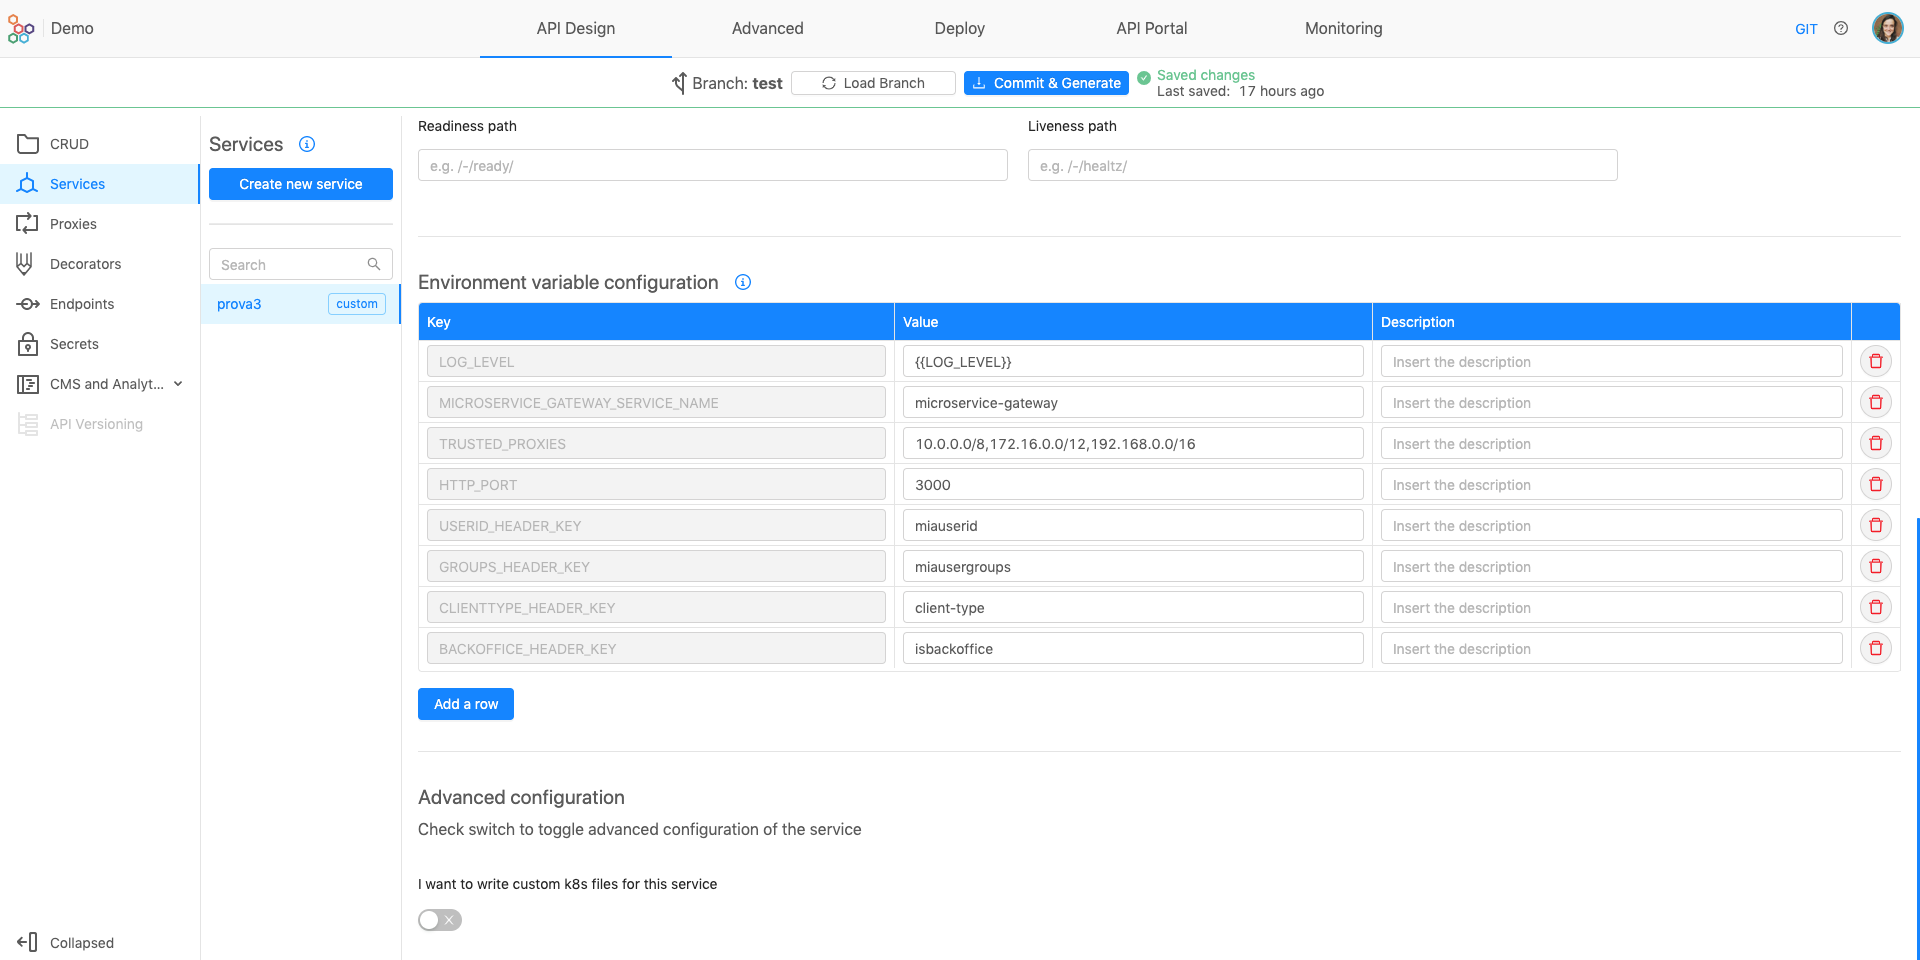 Demo
API Design
Advanced
Deploy
API Portal
Monitoring
GIT
Branch: test
Load Branch
Commit & Generate
Saved changes
Last saved: 17 hours ago
CRUD
Services
Proxies
Decorators
Endpoints
Secrets
CMS and Analyt...
API Versioning
Collapsed
Services
Create new service
Search
prova3 custom
Readiness path
e.g. /-/ready/
Liveness path
e.g. /-/healtz/
Environment variable configuration
Key Value Description
LOG_LEVEL {{LOG_LEVEL}} Insert the description
MICROSERVICE_GATEWAY_SERVICE_NAME microservice-gateway Insert the description
TRUSTED_PROXIES 10.0.0.0/8,172.16.0.0/12,192.168.0.0/16 Insert the description
HTTP_PORT 3000 Insert the description
USERID_HEADER_KEY miauserid Insert the description
GROUPS_HEADER_KEY miausergroups Insert the description
CLIENTTYPE_HEADER_KEY client-type Insert the description
BACKOFFICE_HEADER_KEY isbackoffice Insert the description
Add a row
Advanced configuration
Check switch to toggle advanced configuration of the service
I want to write custom k8s files for this service